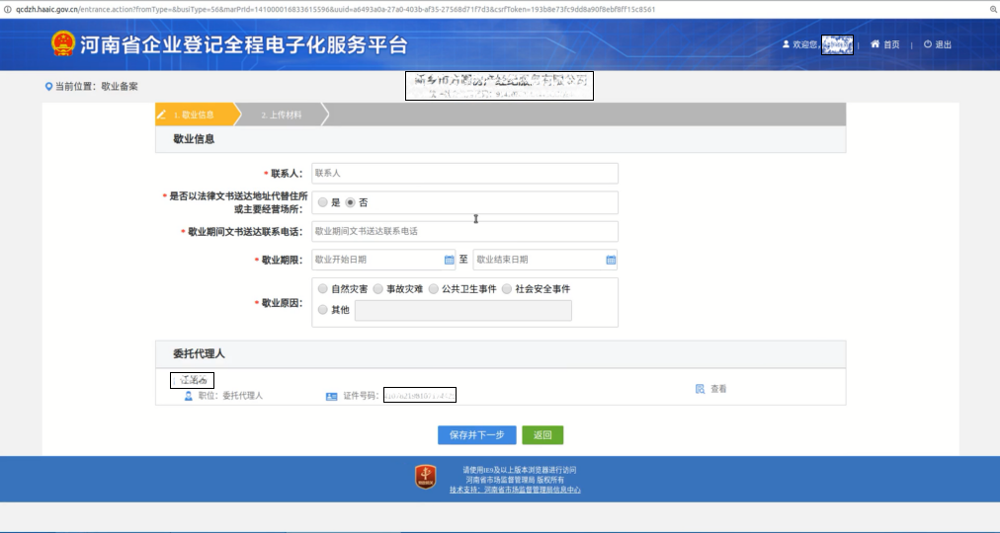 qcdzh.haaic.gov.cn/entrance.action?fromType=&busiType=56&marPrid=1410000168336155​96&uuid=a6493a0a-27a0-403b-af35-27568d71f7d3&csrfToken=193b8e73fc9dd8a90f8ebf8ff15c8561
河南省企业登记全程电子化服务平台
欢迎您, | 首页 | 退出
当前位置：歇业备案
1. 歇业信息 2. 上传材料
歇业信息
* 联系人： 联系人
* 是否以法律文书送达地址代替住所
或主要经营场所： 是 否
* 歇业期间文书送达联系电话： 歇业期间文书送达联系电话
* 歇业期限： 歇业开始日期 至 歇业结束日期
* 歇业原因： 自然灾害 事故灾难 公共卫生事件 社会安全事件
其他
委托代理人
职位：委托代理人 证件号码： 查看
保存并下一步 返回
请使用IE9及以上版本浏览器进行访问
河南省市场监督管理局 版权所有
技术支持：河南省市场监督管理局信息中心